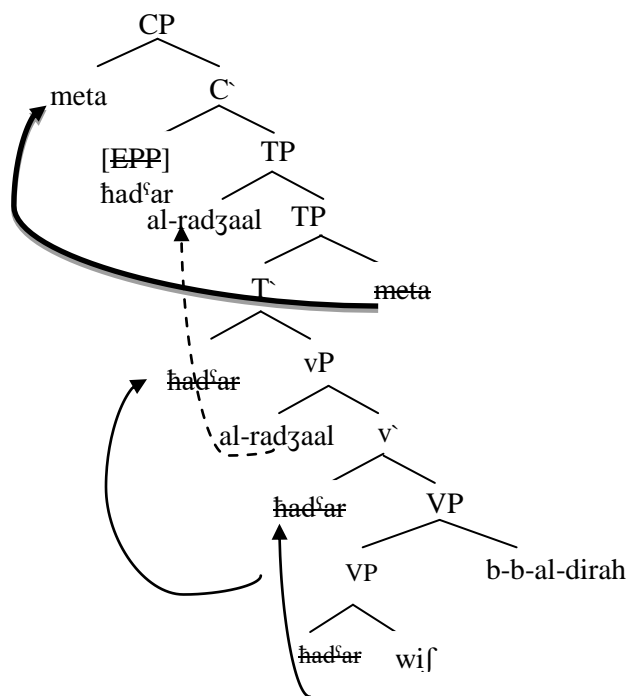 CP
meta
C`
[EPP]
ħadˤar
TP
al-radʒaal
TP
T`
meta
ħadˤar
vP
al-radʒaal
v`
ħadˤar
VP
VP
b-b-al-dirah
ħadˤar
wiʃ